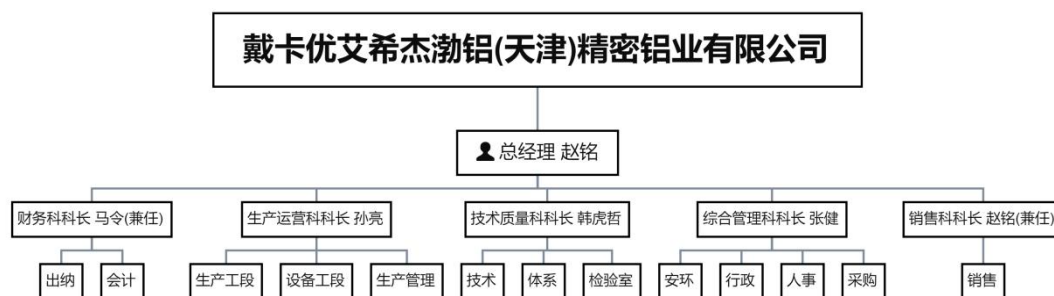 戴卡优艾希杰渤铝(天津)精密铝业有限公司
总经理 赵铭
财务科科长 马令(兼任)
生产运营科科长 孙亮
技术质量科科长 韩虎哲
综合管理科科长 张健
销售科科长 赵铭(兼任)
出纳
会计
生产工段
设备工段
生产管理
技术
体系
检验室
安环
行政
人事
采购
销售